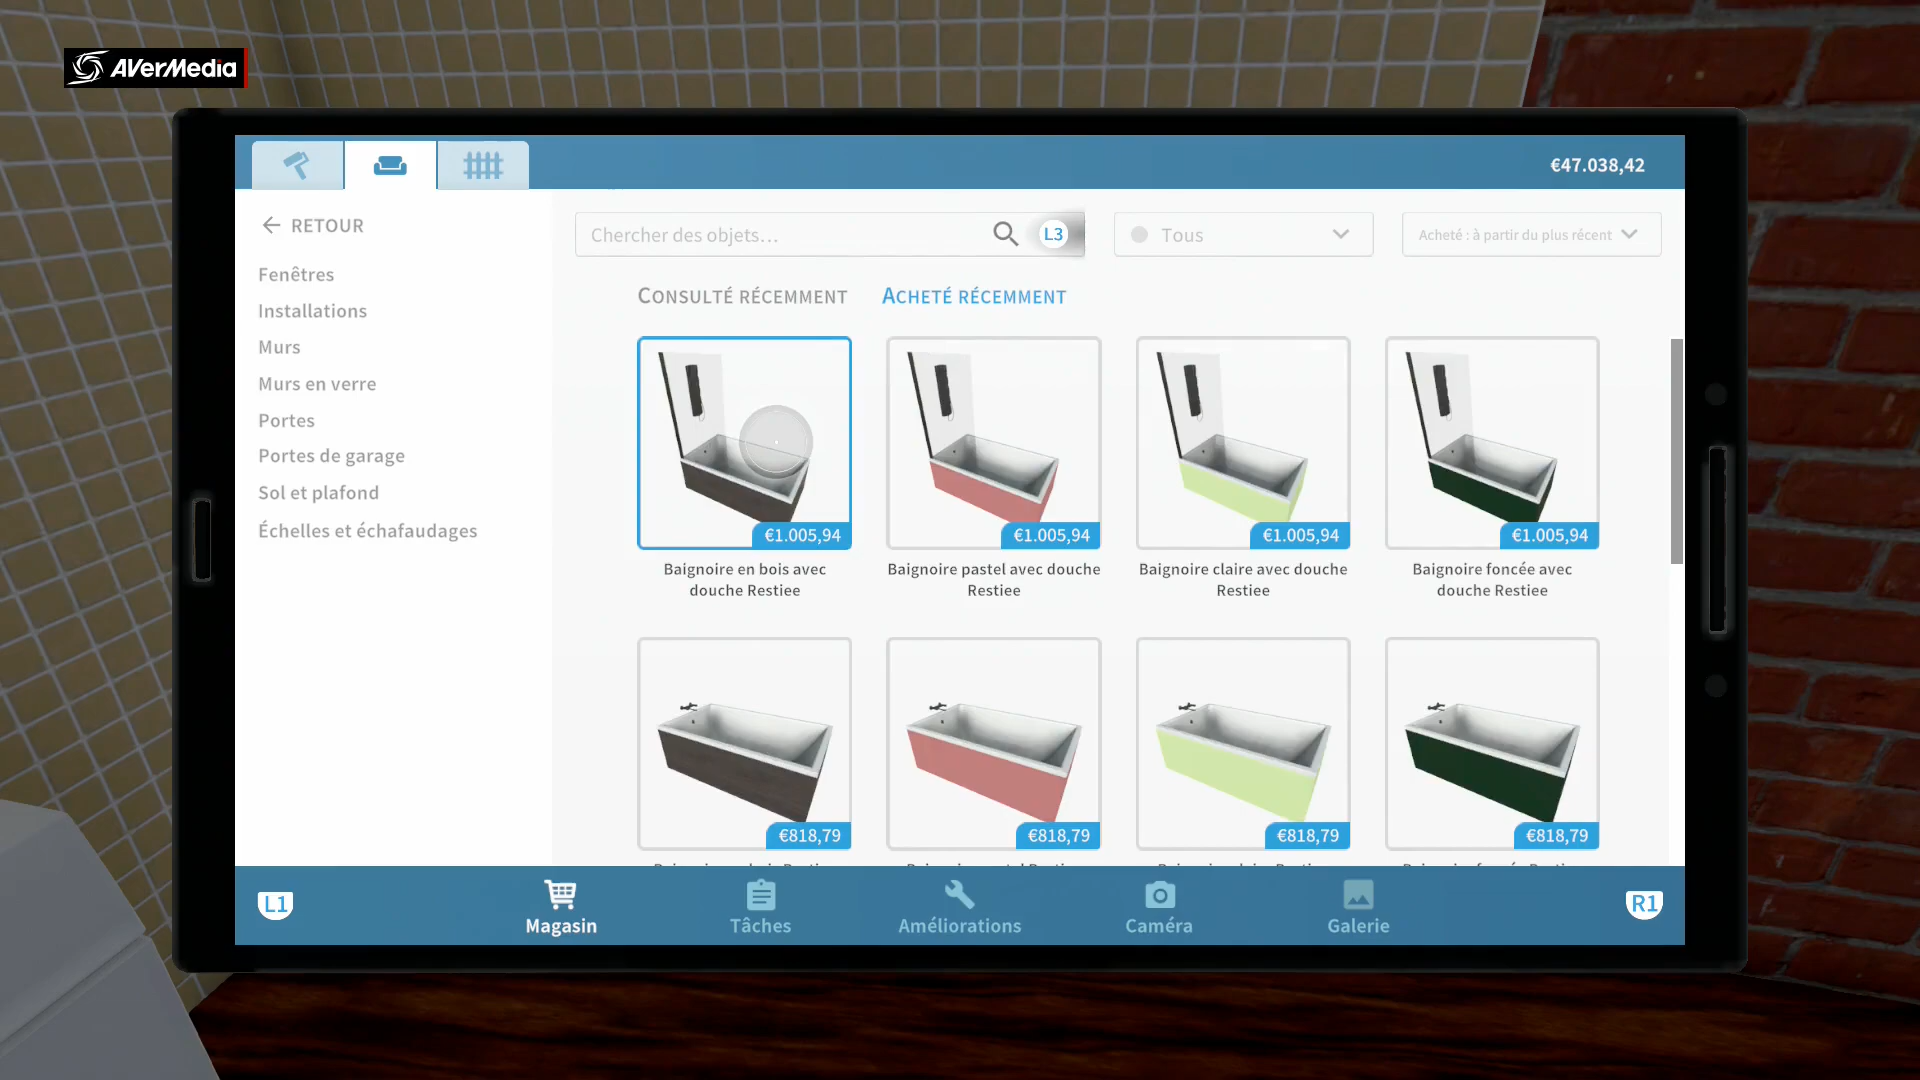 AVerMedia
€47.038,42
RETOUR
Chercher des objets...
L3
Tous
Acheté : à partir du plus récent
Fenêtres
Installations
Murs
Murs en verre
Portes
Portes de garage
Sol et plafond
Échelles et échafaudages
CONSULTÉ RÉCEMMENT
ACHETÉ RÉCEMMENT
€1.005,94
€1.005,94
€1.005,94
€1.005,94
Baignoire en bois avec
douche Restiee
Baignoire pastel avec douche
Restiee
Baignoire claire avec douche
Restiee
Baignoire foncée avec
douche Restiee
€818,79
€818,79
€818,79
€818,79
L1
Magasin
Tâches
Améliorations
Caméra
Galerie
R1